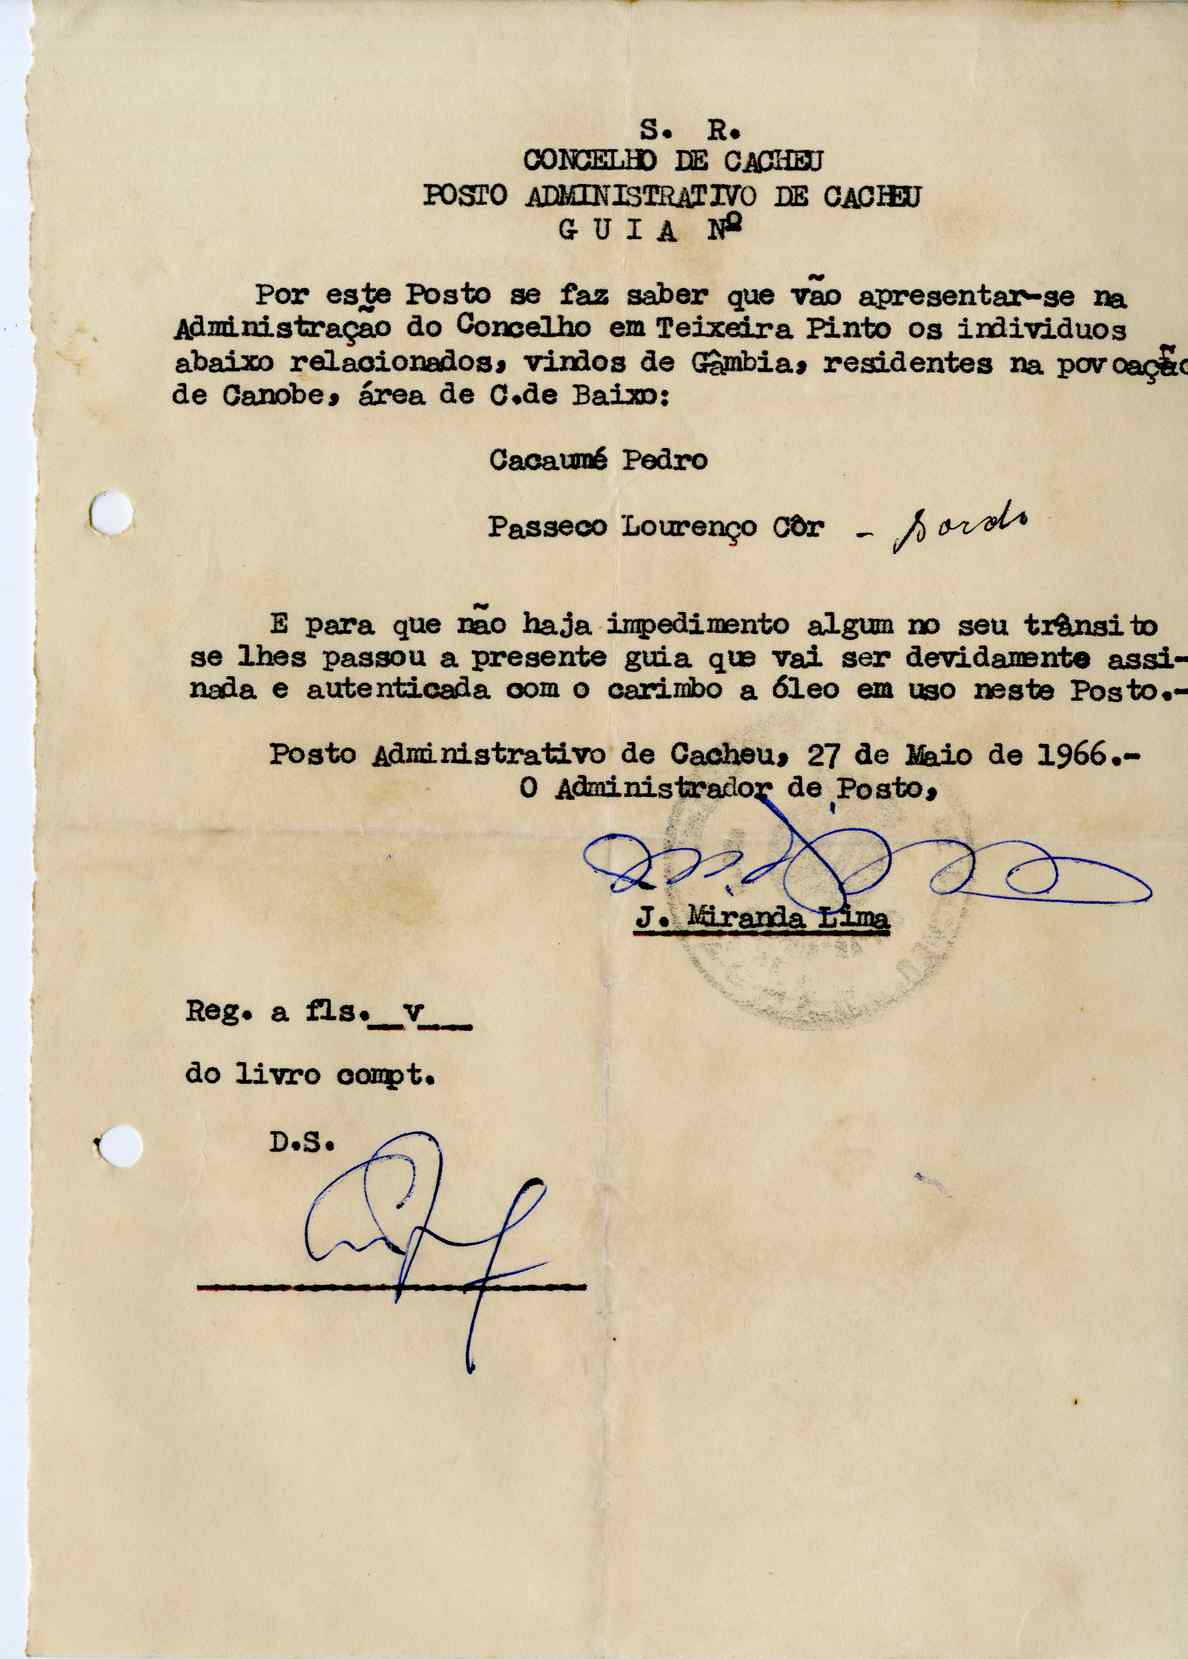 S. R.
CONCELHO DE CACHEU
POSTO ADMINISTRATIVO DE CACHEU
G U I A Nº
Por este Posto se faz saber que vão apresentar-se na
Administração do Concelho em Teixeira Pinto os individuos
abaixo relacionados, vindos de Gâmbia, residentes na povoação
de Canobe, área de C.de Baixo:
Cacaumé Pedro
Passeco Lourenço Côr - surdo
E para que não haja impedimento algum no seu trânsito
se lhes passou a presente guia que vai ser devidamente assi-
nada e autenticada com o carimbo a óleo em uso neste Posto.-
Posto Administrativo de Cacheu, 27 de Maio de 1966.-
O Administrador de Posto,
J. Miranda Lima
Reg. a fls.__v___
do livro compt.
D.S.